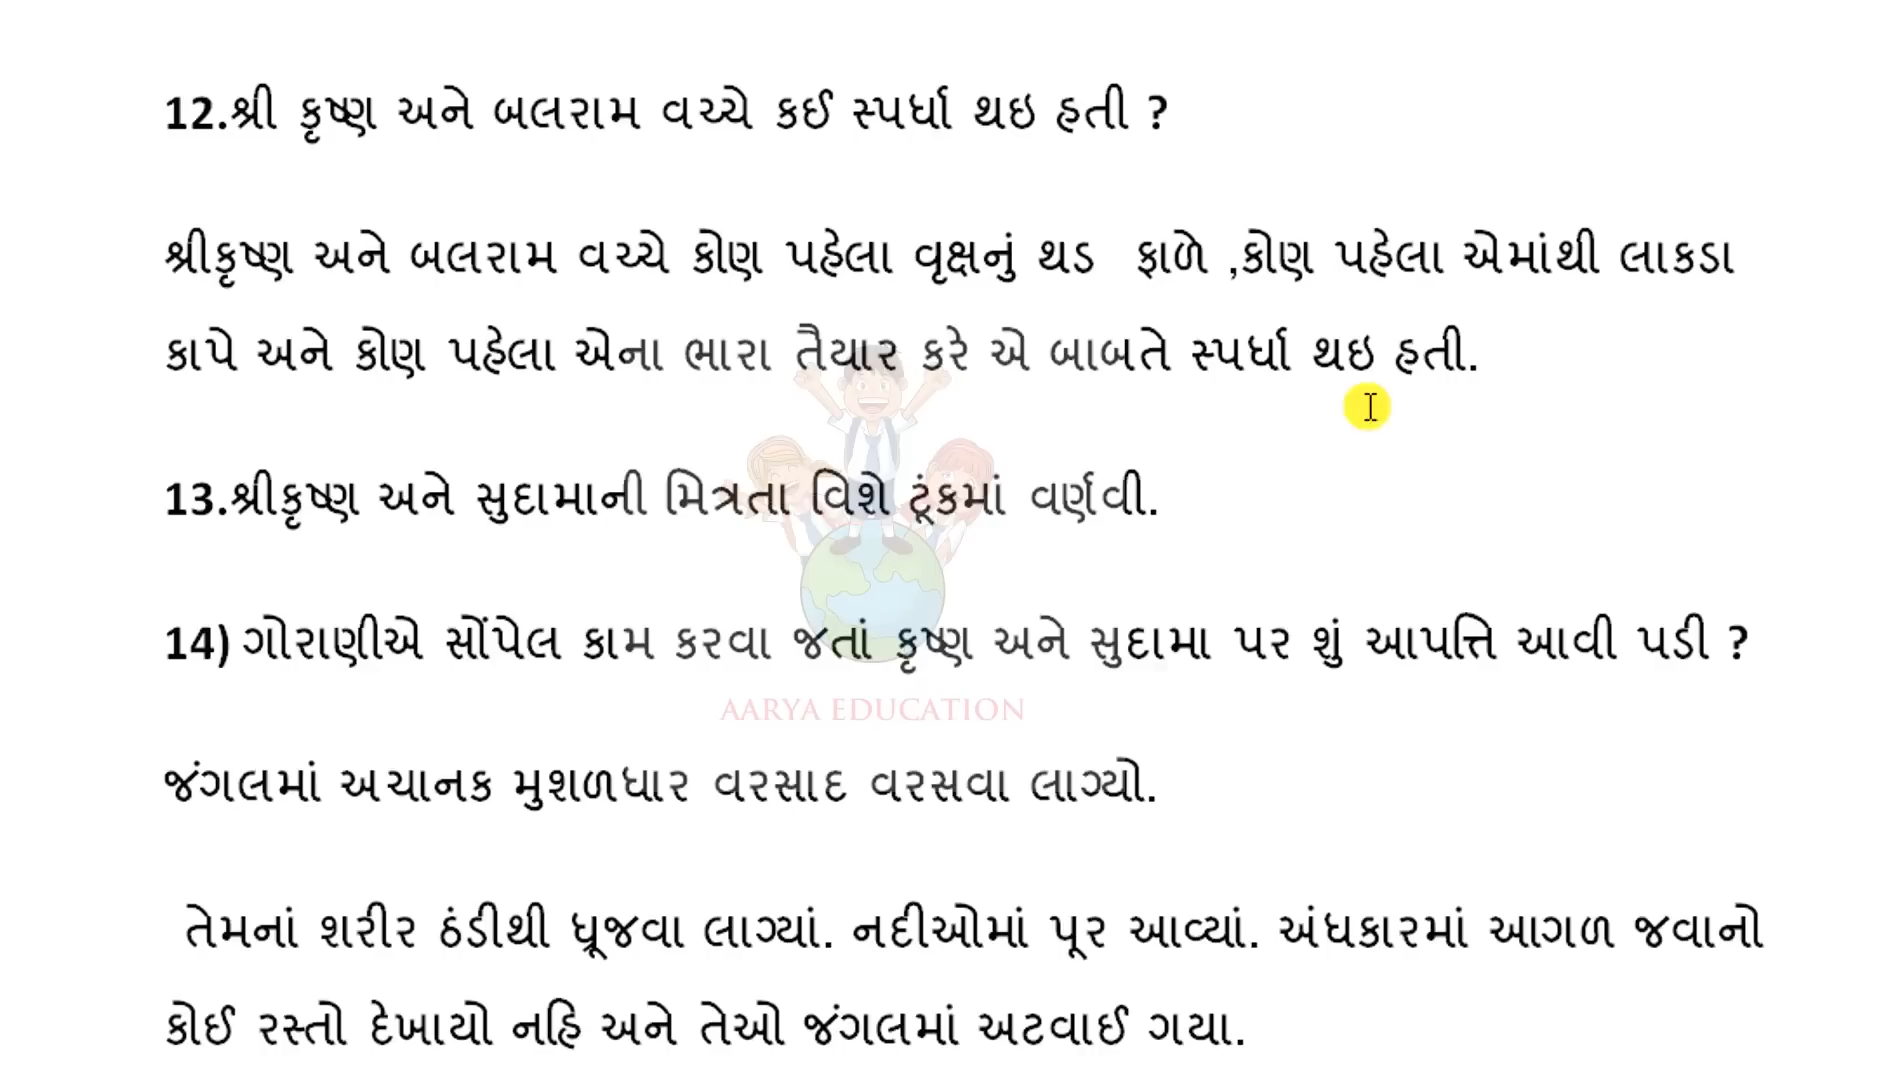 12.શ્રી કૃષ્ણ અને બલરામ વચ્ચે કઈ સ્પર્ધા થઇ હતી ?
શ્રીકૃષ્ણ અને બલરામ વચ્ચે કોણ પહેલા વૃક્ષનું થડ ફાળે ,કોણ પહેલા એમાંથી લાકડા
કાપે અને કોણ પહેલા એના ભારા તૈયાર કરે એ બાબતે સ્પર્ધા થઇ હતી.
13.શ્રીકૃષ્ણ અને સુદામાની મિત્રતા વિશે ટૂંકમાં વર્ણવી.
14) ગોરાણીએ સોંપેલ કામ કરવા જતાં કૃષ્ણ અને સુદામા પર શું આપત્તિ આવી પડી ?
AARYA EDUCATION
જંગલમાં અચાનક મુશળધાર વરસાદ વરસવા લાગ્યો.
તેમનાં શરીર ઠંડીથી ધ્રૂજવા લાગ્યાં. નદીઓમાં પૂર આવ્યાં. અંધકારમાં આગળ જવાનો
કોઈ રસ્તો દેખાયો નહિ અને તેઓ જંગલમાં અટવાઈ ગયા.